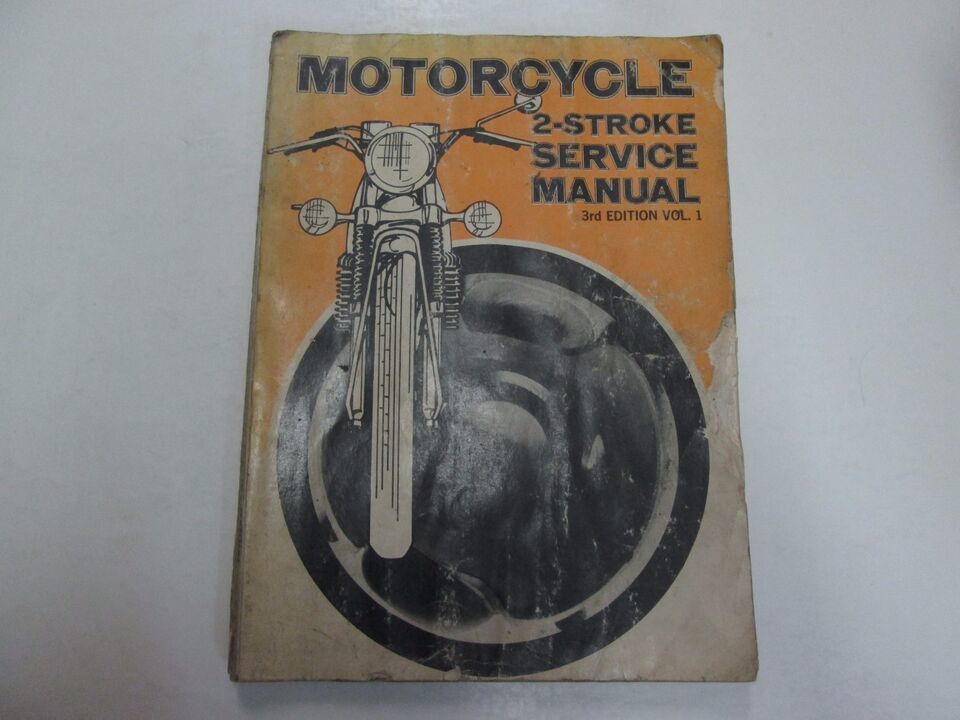 MOTORCYCLE
2-STROKE
SERVICE
MANUAL
3rd EDITION VOL. 1